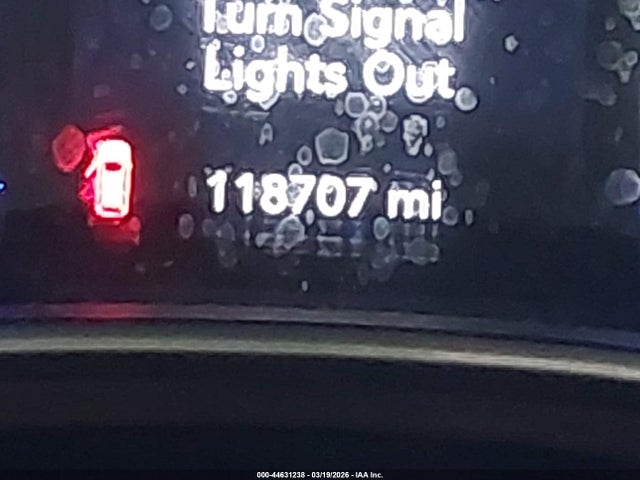 Turn Signal
Lights Out
118707 mi
000-44631238 - 03/19/2026 - IAA Inc.